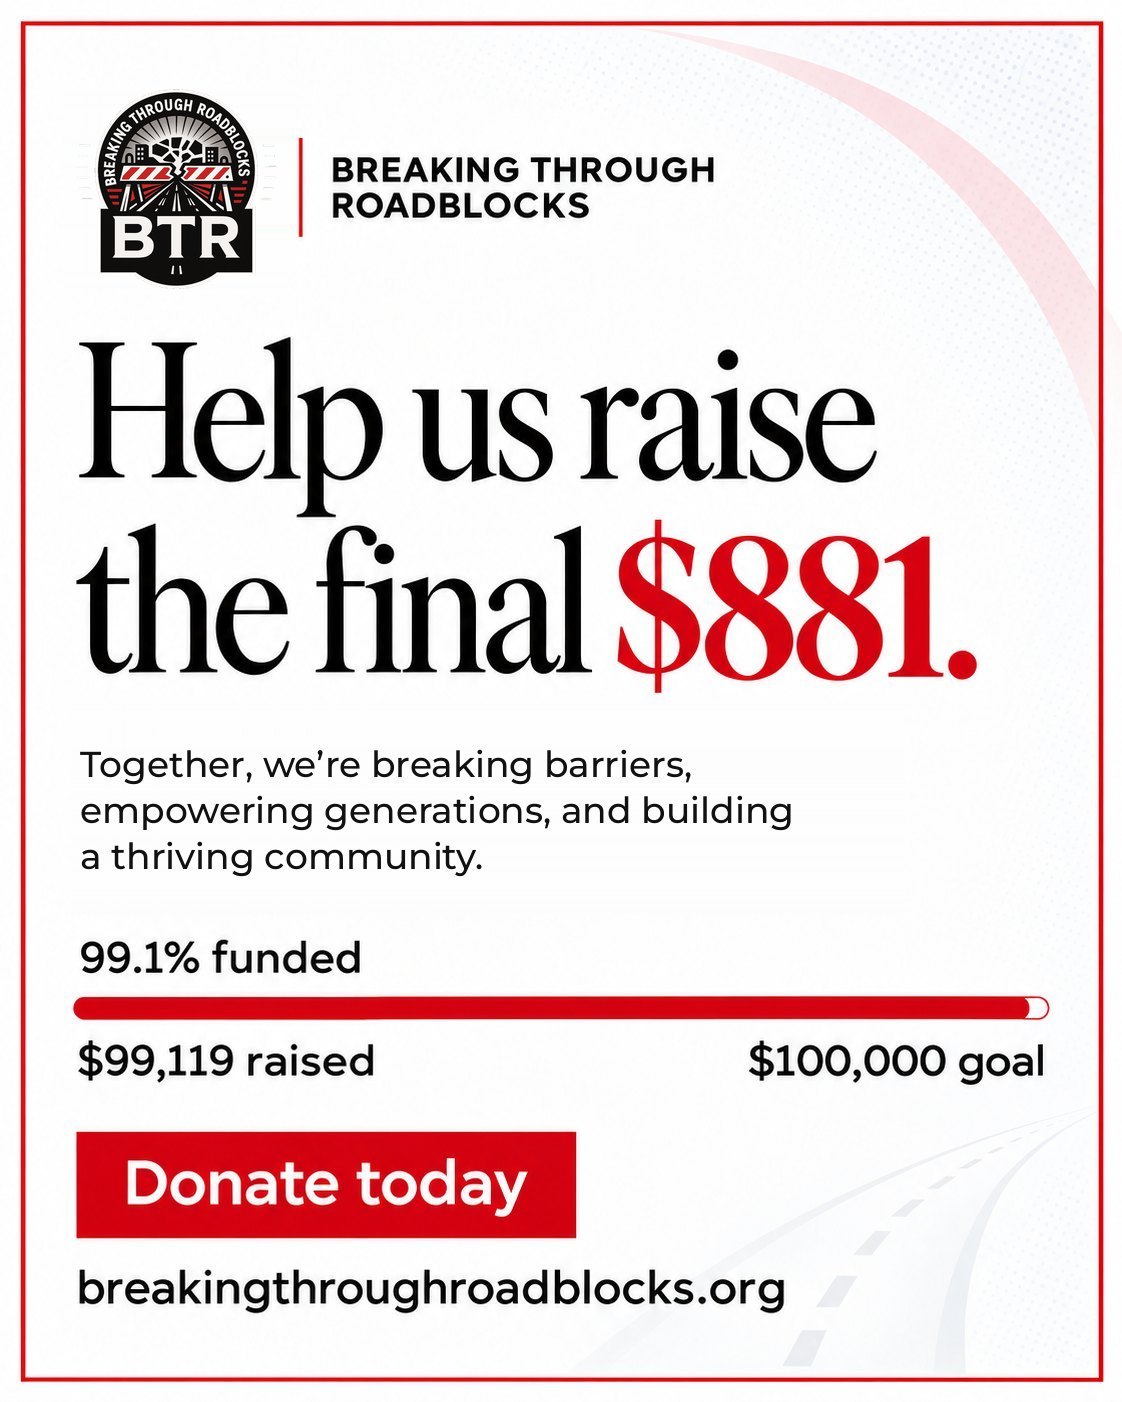 BREAKING THROUGH ROADBLOCKS
BTR
BREAKING THROUGH
ROADBLOCKS
Help us raise
the final $881.
Together, we’re breaking barriers,
empowering generations, and building
a thriving community.
99.1% funded
$99,119 raised
$100,000 goal
Donate today
breakingthroughroadblocks.org